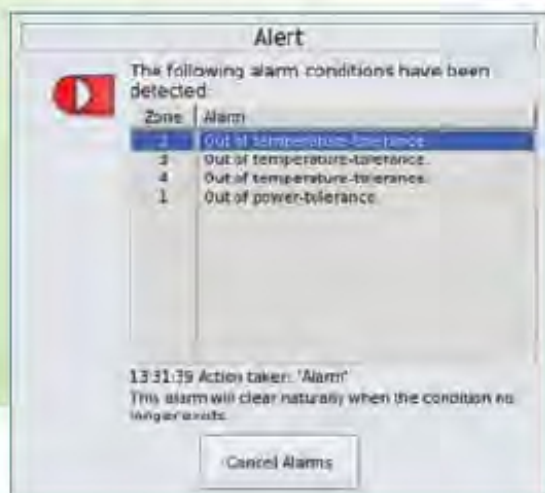 Alert
The following alarm conditions have been
detected
Zone Alarm
2 Out of temperature-tolerance.
3 Out of temperature-tolerance.
4 Out of temperature-tolerance.
1 Out of power-tolerance.
13:31:39 Action taken: 'Alarm'
This alarm will clear naturally when the condition no
longer exists.
Cancel Alarms